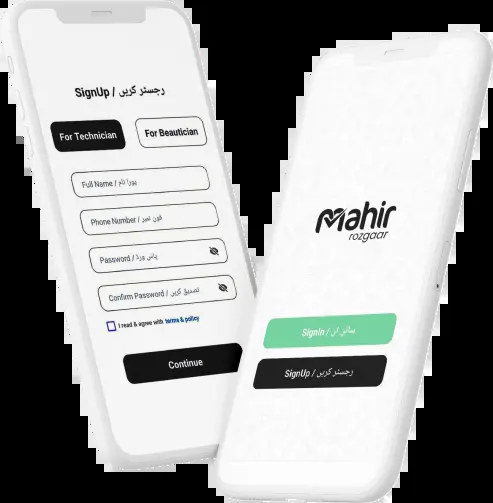 SignUp / رجسٹر کریں
For Technician
For Beautician
Full Name / پورا نام
Phone Number / فون نمبر
Password / پاس ورڈ
Confirm Password / تصدیق کریں
I read & agree with terms & policy
Continue
Mahir
rozgaar
SignIn / سائن ان
SignUp / رجسٹر کریں